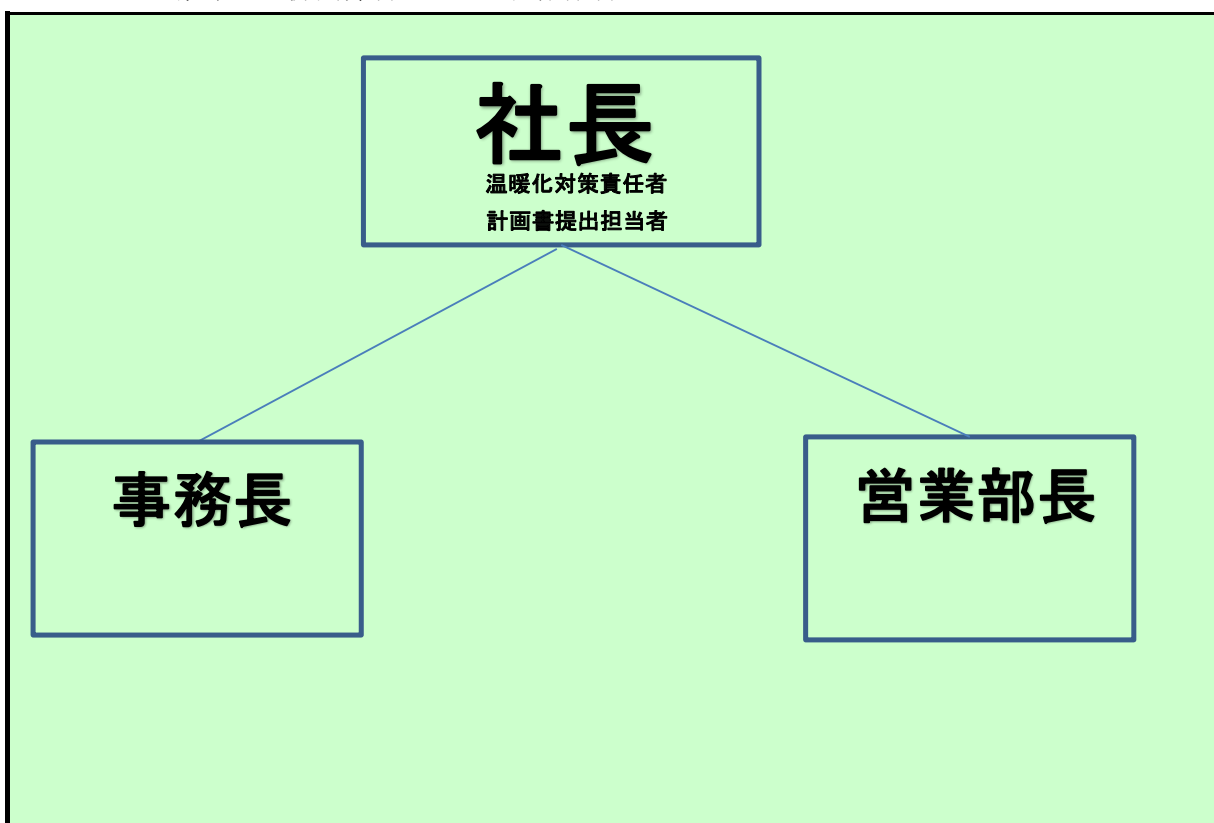 社長
温暖化対策責任者
計画書提出担当者
事務長
営業部長